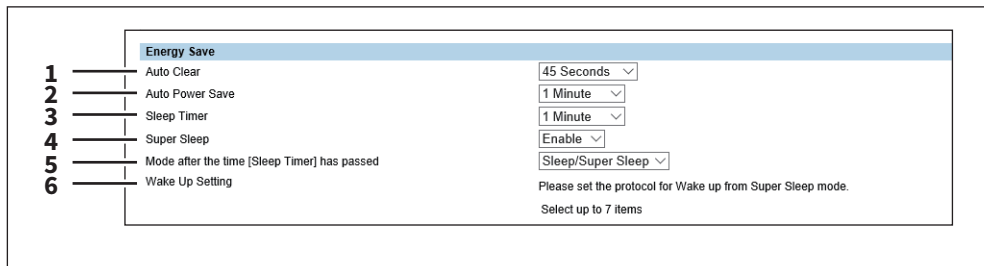 Energy Save
1 Auto Clear 45 Seconds
2 Auto Power Save 1 Minute
3 Sleep Timer 1 Minute
4 Super Sleep Enable
5 Mode after the time [Sleep Timer] has passed Sleep/Super Sleep
6 Wake Up Setting Please set the protocol for Wake up from Super Sleep mode.
Select up to 7 items